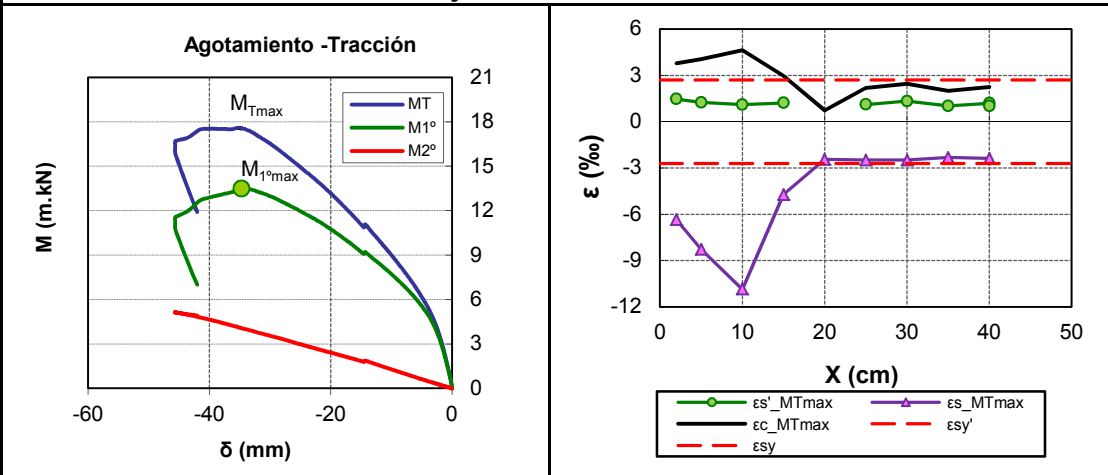 Agotamiento -Tracción
MTmax
M1ºmax
MT
M1º
M2º
21
18
15
12
9
6
3
0
M (m.kN)
-60
-40
-20
0
δ (mm)
6
3
0
-3
-6
-9
-12
ε (‰)
0
10
20
30
40
50
X (cm)
εs'_MTmax
εs_MTmax
εc_MTmax
εsy'
εsy